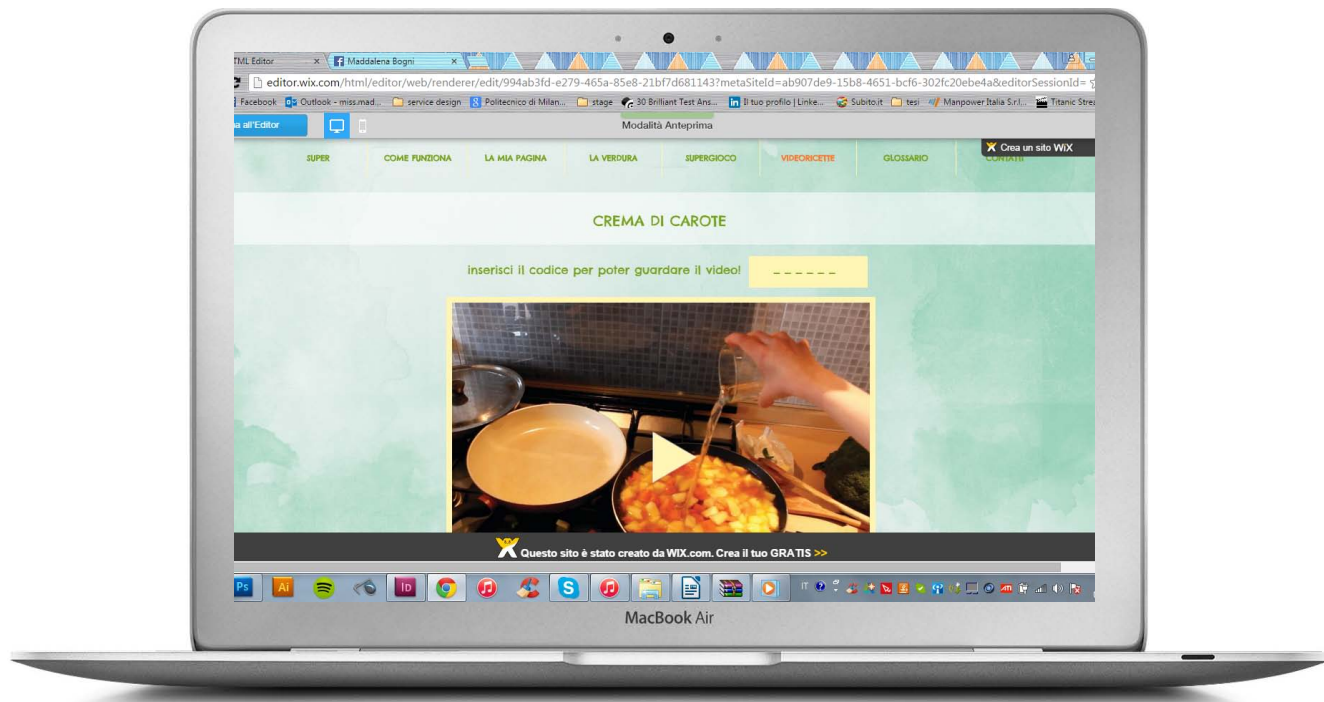 TML Editor × Maddalena Bogni ×
editor.wix.com/html/editor/web/renderer/edit/994ab3fd-e279-465a-85e8-21bf7d681143?metaSiteId=ab907de9-15b8-4651-bcf6-302fc20ebe4a&editorSessionId=
Facebook Outlook - miss.mad... service design Politecnico di Milan... stage 30 Brilliant Test Ans... Il tuo profilo | Linke... Subito.it tesi Manpower Italia S.r.l... Titanic Strea
a all'Editor Modalità Anteprima
Crea un sito WiX
SUPER COME FUNZIONA LA MIA PAGINA LA VERDURA SUPERGIOCO VIDEORICETTE GLOSSARIO CONTATTI
CREMA DI CAROTE
inserisci il codice per poter guardare il video! _ _ _ _ _ _
Questo sito è stato creato da WIX.com. Crea il tuo GRATIS >>
Ps Ai Id S IT
MacBook Air